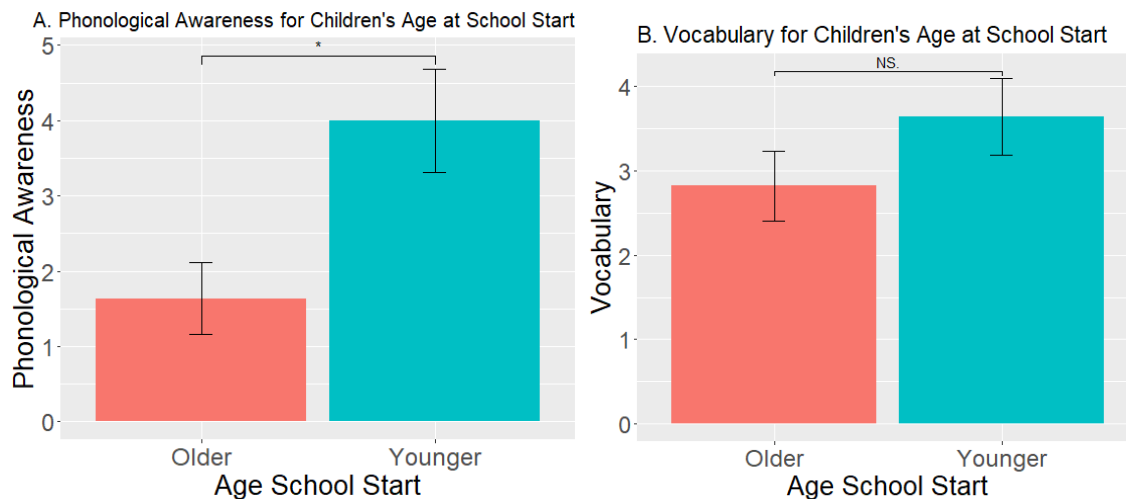 A. Phonological Awareness for Children's Age at School Start
5
4
3
2
1
0
Phonological Awareness
*
Older
Younger
Age School Start
B. Vocabulary for Children's Age at School Start
4
3
2
1
0
Vocabulary
NS.
Older
Younger
Age School Start